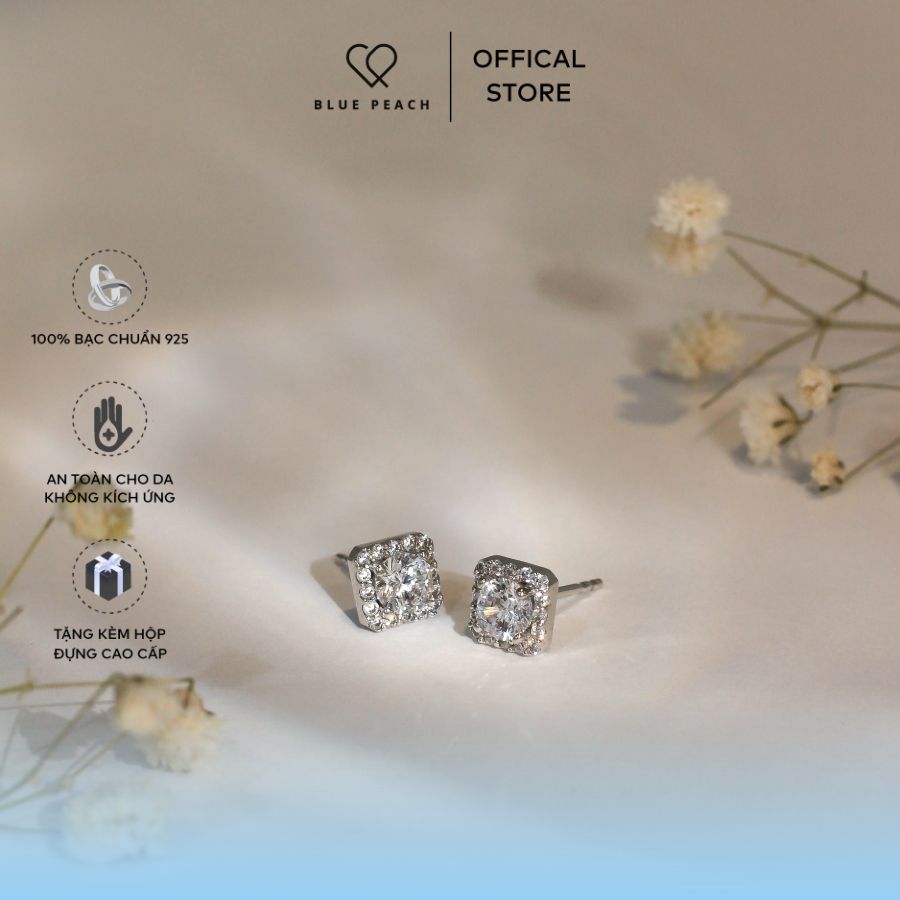 BLUE PEACH
OFFICAL
STORE
100% BẠC CHUẨN 925
AN TOÀN CHO DA
KHÔNG KÍCH ỨNG
TẶNG KÈM HỘP
ĐỰNG CAO CẤP